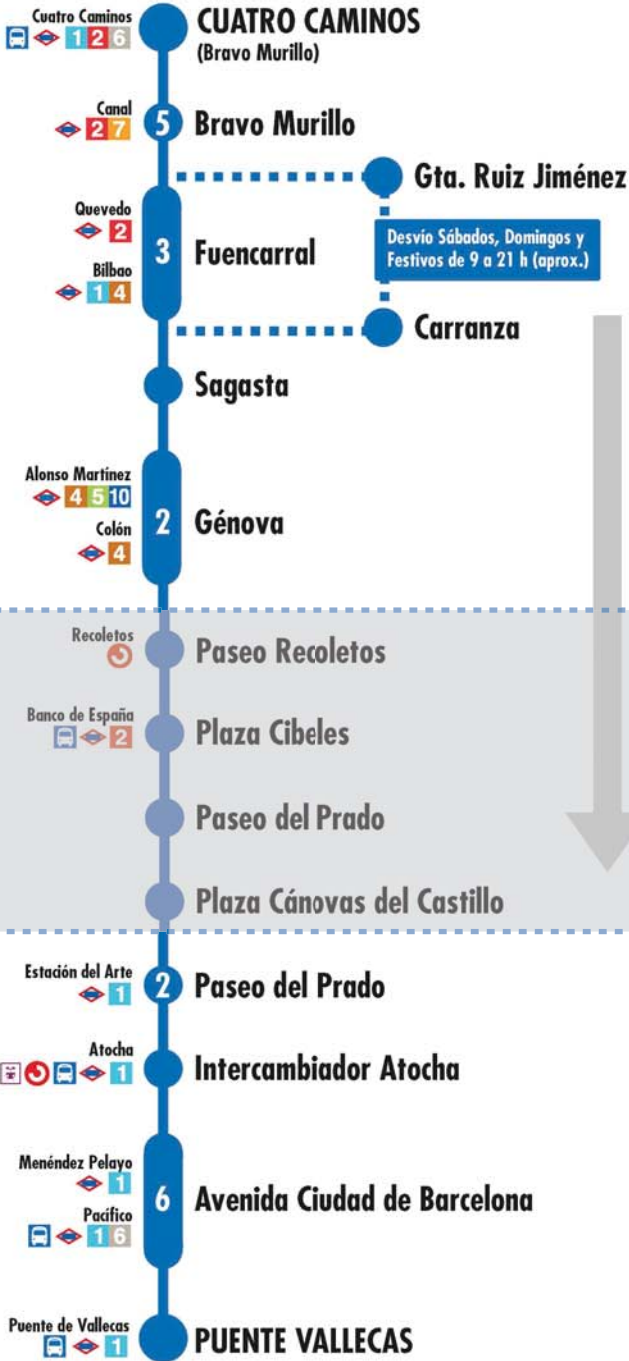 Cuatro Caminos
1 2 6
CUATRO CAMINOS
(Bravo Murillo)
Canal
2 7
5
Bravo Murillo
Gta. Ruiz Jiménez
Quevedo
2
Bilbao
1 4
3
Fuencarral
Desvío Sábados, Domingos y
Festivos de 9 a 21 h (aprox.)
Carranza
Sagasta
Alonso Martínez
4 5 10
Colón
4
2
Génova
Recoletos
Paseo Recoletos
Banco de España
2
Plaza Cibeles
Paseo del Prado
Plaza Cánovas del Castillo
Estación del Arte
1
2
Paseo del Prado
Atocha
1
Intercambiador Atocha
Menéndez Pelayo
1
Pacífico
1 6
6
Avenida Ciudad de Barcelona
Puente de Vallecas
1
PUENTE VALLECAS